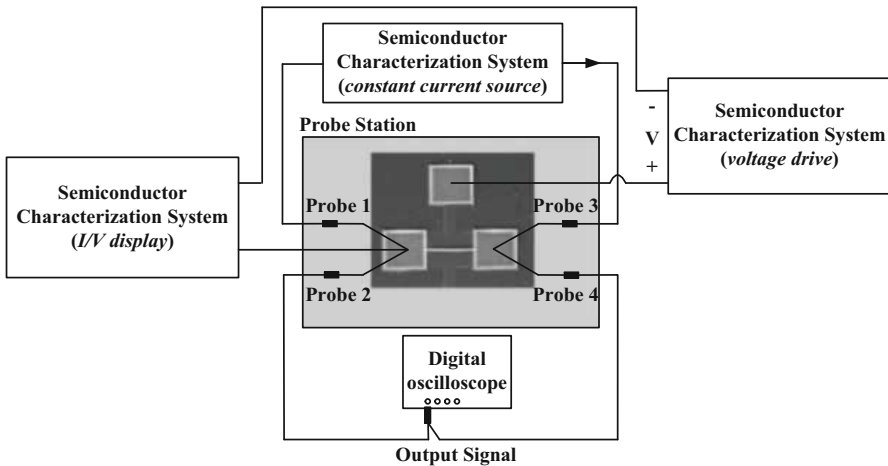 Semiconductor
Characterization System
(constant current source)
Probe Station
-
V
+
Semiconductor
Characterization System
(voltage drive)
Semiconductor
Characterization System
(I/V display)
Probe 1
Probe 3
Probe 2
Probe 4
Digital
oscilloscope
Output Signal